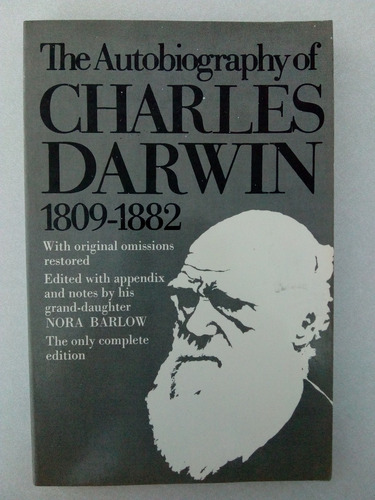 The Autobiography of
CHARLES
DARWIN
1809-1882
With original omissions
restored
Edited with appendix
and notes by his
grand-daughter
NORA BARLOW
The only complete
edition